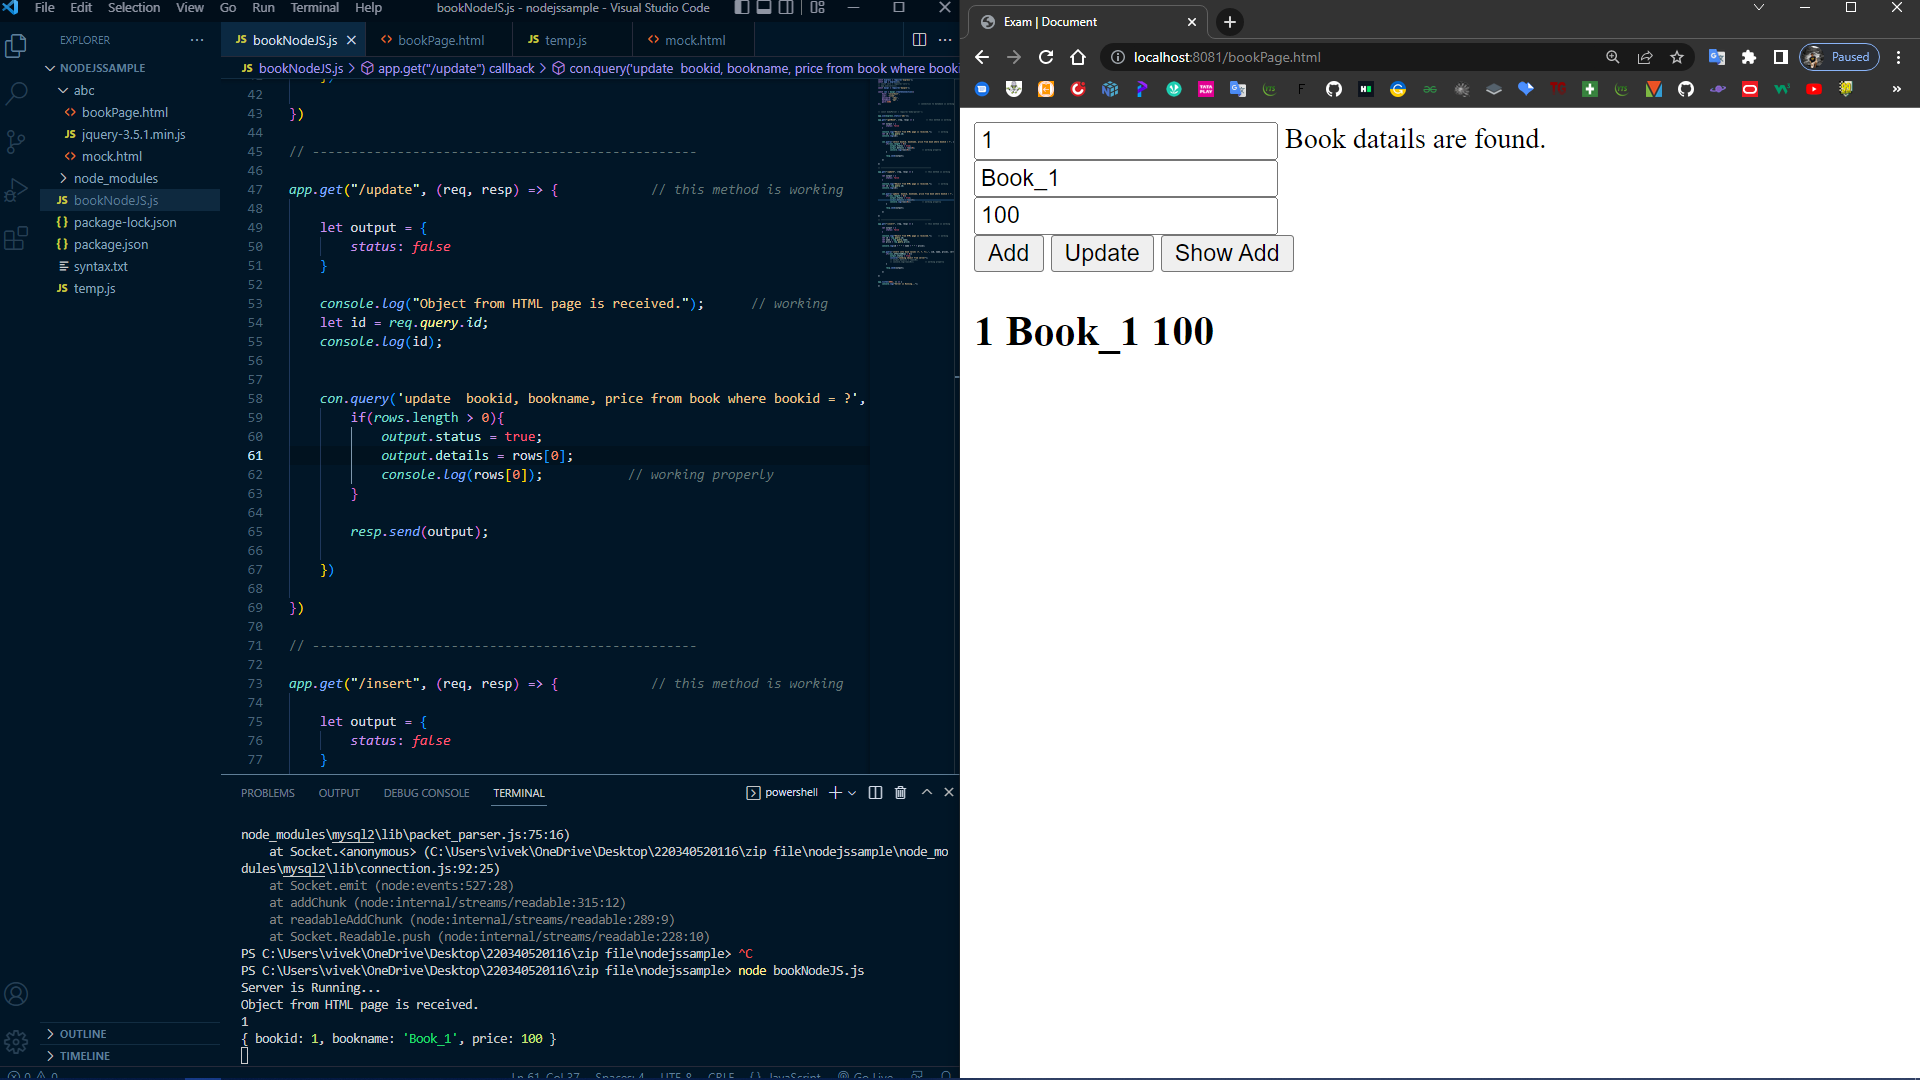 File Edit Selection View Go Run Terminal Help
bookNodeJS.js - nodejssample - Visual Studio Code
EXPLORER
NODEJSSAMPLE
abc
bookPage.html
jquery-3.5.1.min.js
mock.html
node_modules
bookNodeJS.js
package-lock.json
package.json
syntax.txt
temp.js
OUTLINE
TIMELINE
bookNodeJS.js bookPage.html temp.js mock.html
bookNodeJS.js > app.get("/update") callback > con.query('update  bookid, bookname, price from book where booki
42
43 })
44
45 // --------------------------------------------------
46
47 app.get("/update", (req, resp) => { // this method is working
48
49 let output = {
50 status: false
51 }
52
53 console.log("Object from HTML page is received."); // working
54 let id = req.query.id;
55 console.log(id);
56
57
58 con.query('update  bookid, bookname, price from book where bookid = ?',
59 if(rows.length > 0){
60 output.status = true;
61 output.details = rows[0];
62 console.log(rows[0]); // working properly
63 }
64
65 resp.send(output);
66
67 })
68
69 })
70
71 // --------------------------------------------------
72
73 app.get("/insert", (req, resp) => { // this method is working
74
75 let output = {
76 status: false
77 }
PROBLEMS OUTPUT DEBUG CONSOLE TERMINAL
powershell
node_modules\mysql2\lib\packet_parser.js:75:16)
at Socket.<anonymous> (C:\Users\vivek\OneDrive\Desktop\220340520116\zip file\nodejssample\node_mo
dules\mysql2\lib\connection.js:92:25)
at Socket.emit (node:events:527:28)
at addChunk (node:internal/streams/readable:315:12)
at readableAddChunk (node:internal/streams/readable:289:9)
at Socket.Readable.push (node:internal/streams/readable:228:10)
PS C:\Users\vivek\OneDrive\Desktop\220340520116\zip file\nodejssample> ^C
PS C:\Users\vivek\OneDrive\Desktop\220340520116\zip file\nodejssample> node bookNodeJS.js
Server is Running...
Object from HTML page is received.
1
{ bookid: 1, bookname: 'Book_1', price: 100 }
Exam | Document
localhost:8081/bookPage.html
Paused
1 Book datails are found.
Book_1
100
Add Update Show Add
1 Book_1 100